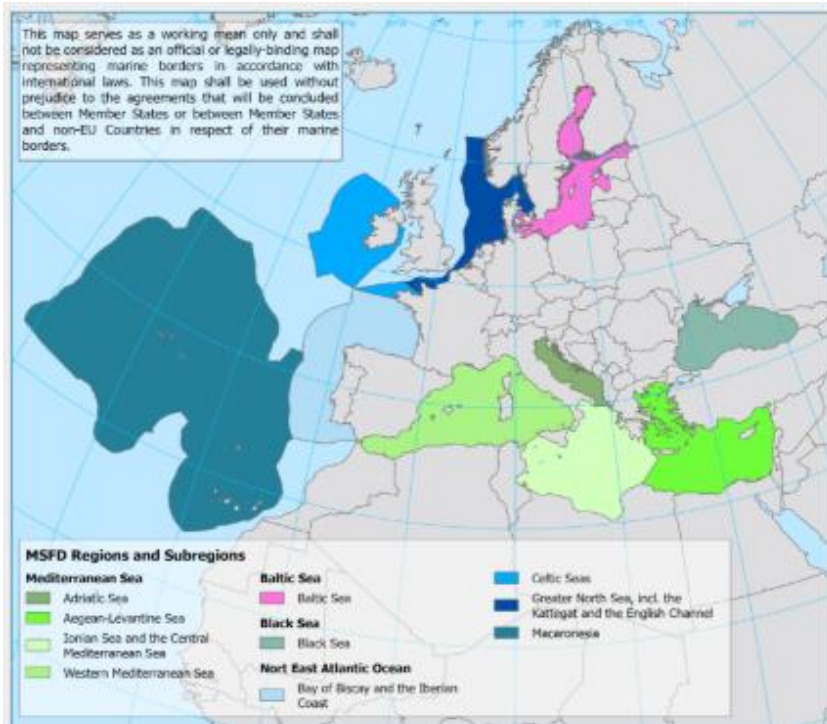 This map serves as a working mean only and shall
not be considered as an official or legally-binding map
representing marine borders in accordance with
international laws. This map shall be used without
prejudice to the agreements that will be concluded
between Member States or between Member States
and non-EU Countries in respect of their marine
borders.
MSFD Regions and Subregions
Mediterranean Sea
Adriatic Sea
Aegean-Levantine Sea
Ionian Sea and the Central
Mediterranean Sea
Western Mediterranean Sea
Baltic Sea
Baltic Sea
Black Sea
Black Sea
Nort East Atlantic Ocean
Bay of Biscay and the Iberian
Coast
Celtic Seas
Greater North Sea, incl. the
Kattegat and the English Channel
Macaronesia